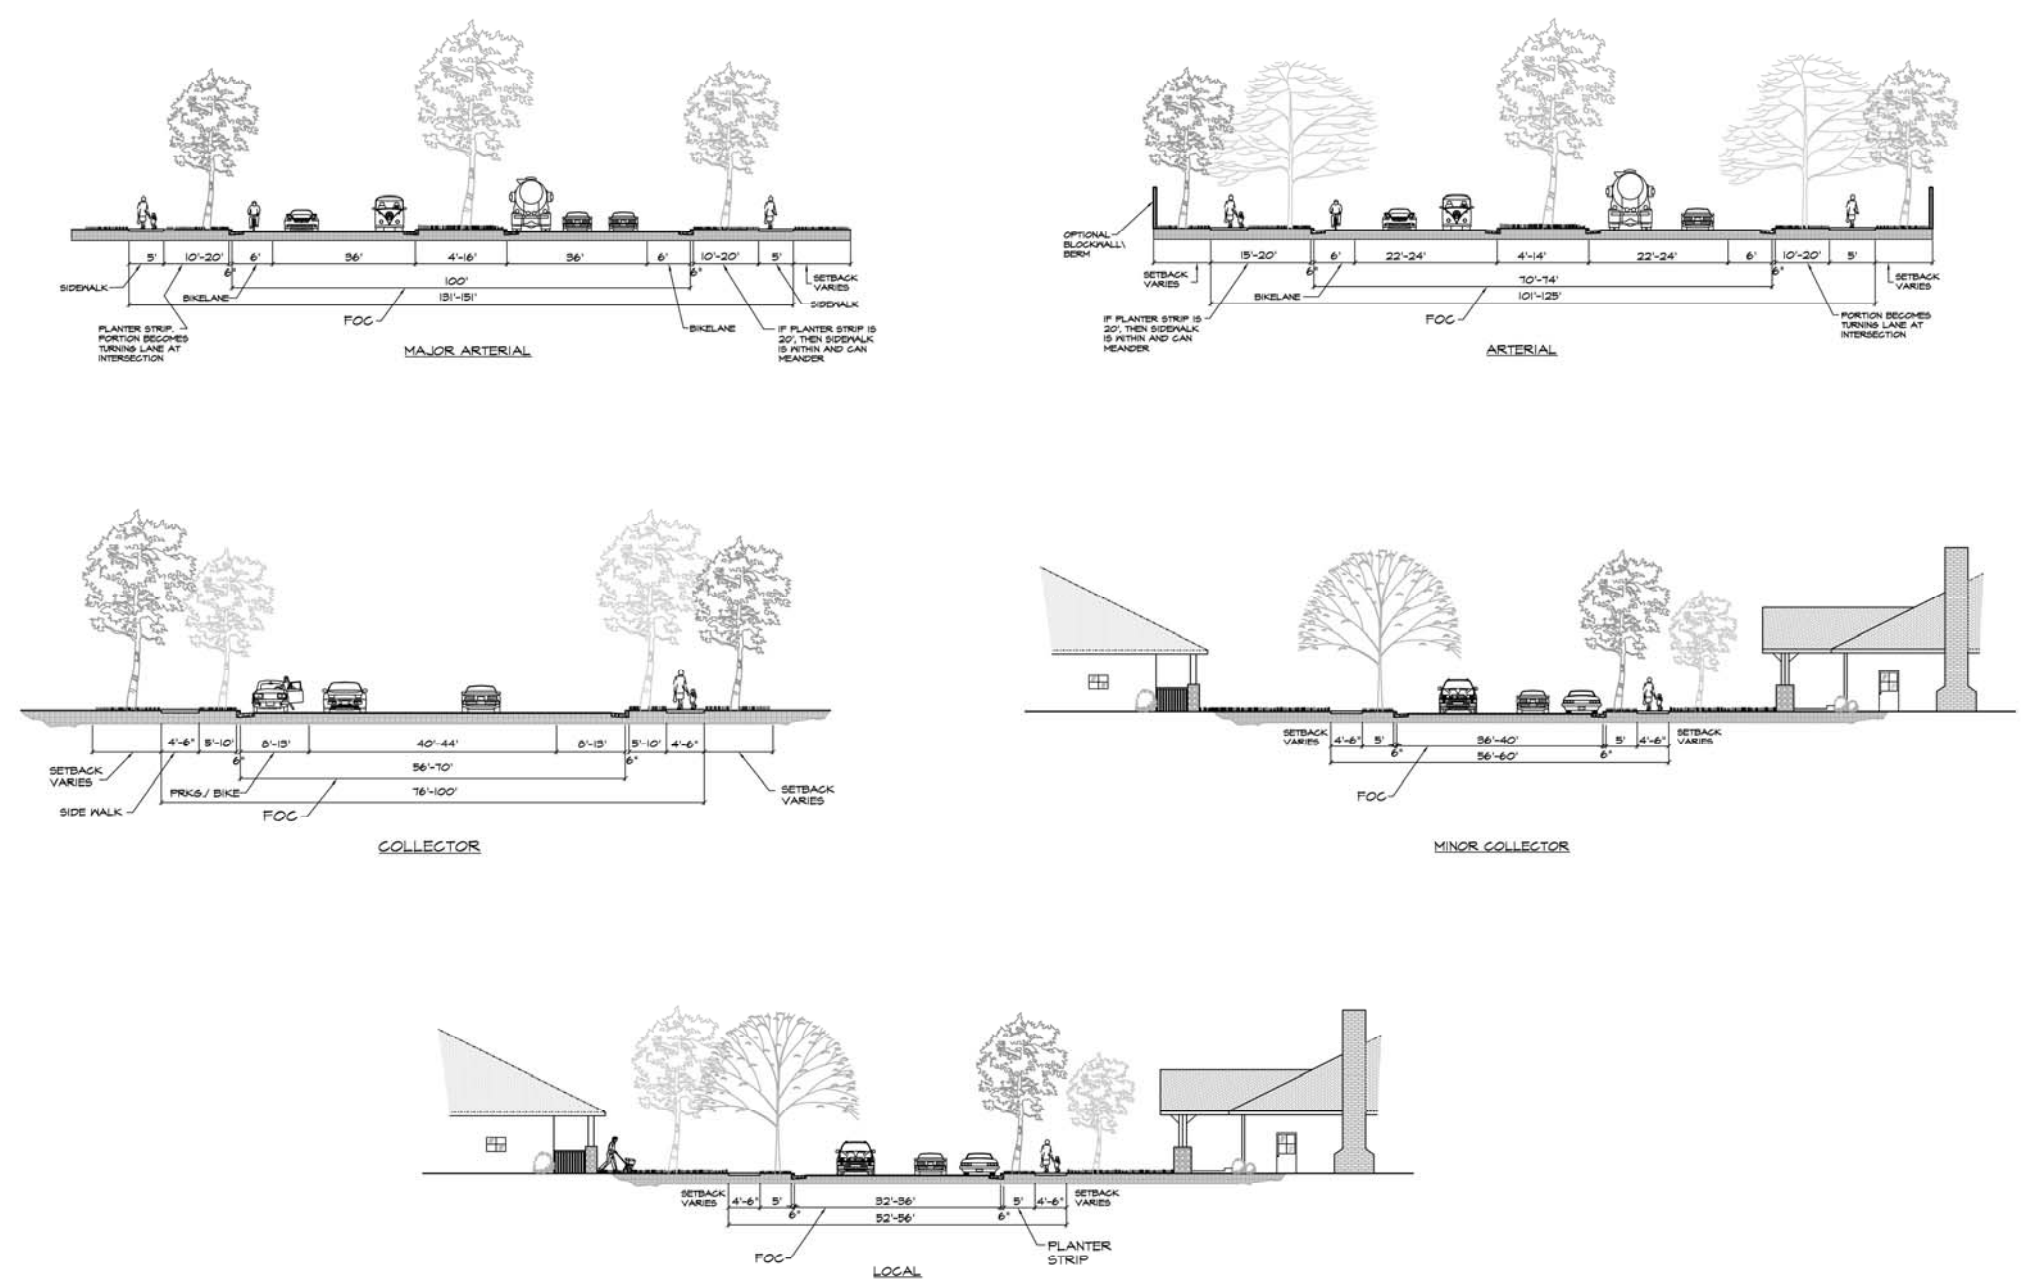 5' 10'-20' 6' 36' 4'-16' 36' 6' 10'-20' 5'
6" 6"
SIDEWALK
BIKELANE
SETBACK
VARIES
100'
131'-151'
SIDEWALK
FOC
PLANTER STRIP.
PORTION BECOMES
TURNING LANE AT
INTERSECTION
BIKELANE
IF PLANTER STRIP IS
20', THEN SIDEWALK
IS WITHIN AND CAN
MEANDER
MAJOR ARTERIAL
OPTIONAL
BLOCKWALL\
BERM
15'-20' 6' 22'-24' 4'-14' 22'-24' 6' 10'-20' 5'
6" 6"
SETBACK
VARIES
SETBACK
VARIES
70'-74'
BIKELANE
101'-125'
FOC
IF PLANTER STRIP IS
20', THEN SIDEWALK
IS WITHIN AND CAN
MEANDER
PORTION BECOMES
TURNING LANE AT
INTERSECTION
ARTERIAL
4'-6" 5'-10' 8'-13' 40'-44' 8'-13' 5'-10' 4'-6"
6" 6"
SETBACK
VARIES
56'-70'
PRKG./ BIKE
76'-100'
SETBACK
VARIES
SIDE WALK
FOC
COLLECTOR
SETBACK
VARIES
4'-6" 5' 36'-40' 5' 4'-6"
6" 6"
SETBACK
VARIES
56'-60'
FOC
MINOR COLLECTOR
SETBACK
VARIES
4'-6" 5' 32'-36' 5' 4'-6"
6" 6"
SETBACK
VARIES
52'-56'
FOC
PLANTER
STRIP
LOCAL